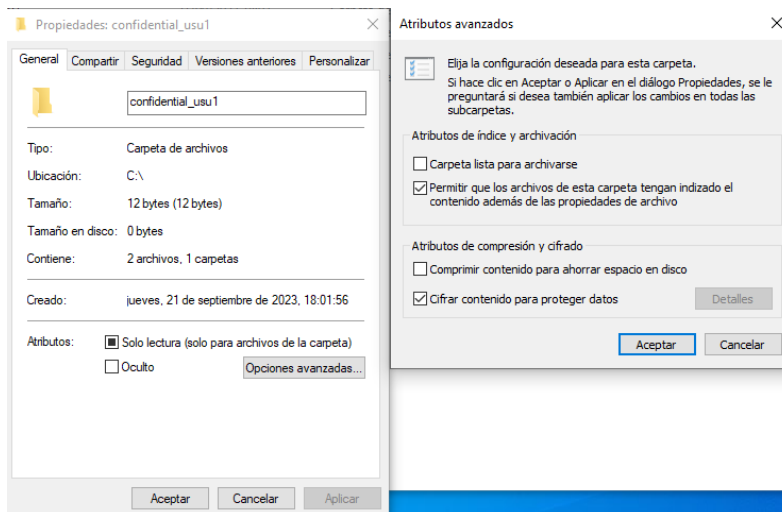 Propiedades: confidential_usu1
General Compartir Seguridad Versiones anteriores Personalizar
confidential_usu1
Tipo: Carpeta de archivos
Ubicación: C:\
Tamaño: 12 bytes (12 bytes)
Tamaño en disco: 0 bytes
Contiene: 2 archivos, 1 carpetas
Creado: jueves, 21 de septiembre de 2023, 18:01:56
Atributos: Solo lectura (solo para archivos de la carpeta)
Oculto
Opciones avanzadas...
Aceptar Cancelar Aplicar
Atributos avanzados
Elija la configuración deseada para esta carpeta.
Si hace clic en Aceptar o Aplicar en el diálogo Propiedades, se le
preguntará si desea también aplicar los cambios en todas las
subcarpetas.
Atributos de índice y archivación
Carpeta lista para archivarse
Permitir que los archivos de esta carpeta tengan indizado el
contenido además de las propiedades de archivo
Atributos de compresión y cifrado
Comprimir contenido para ahorrar espacio en disco
Cifrar contenido para proteger datos
Detalles
Aceptar Cancelar